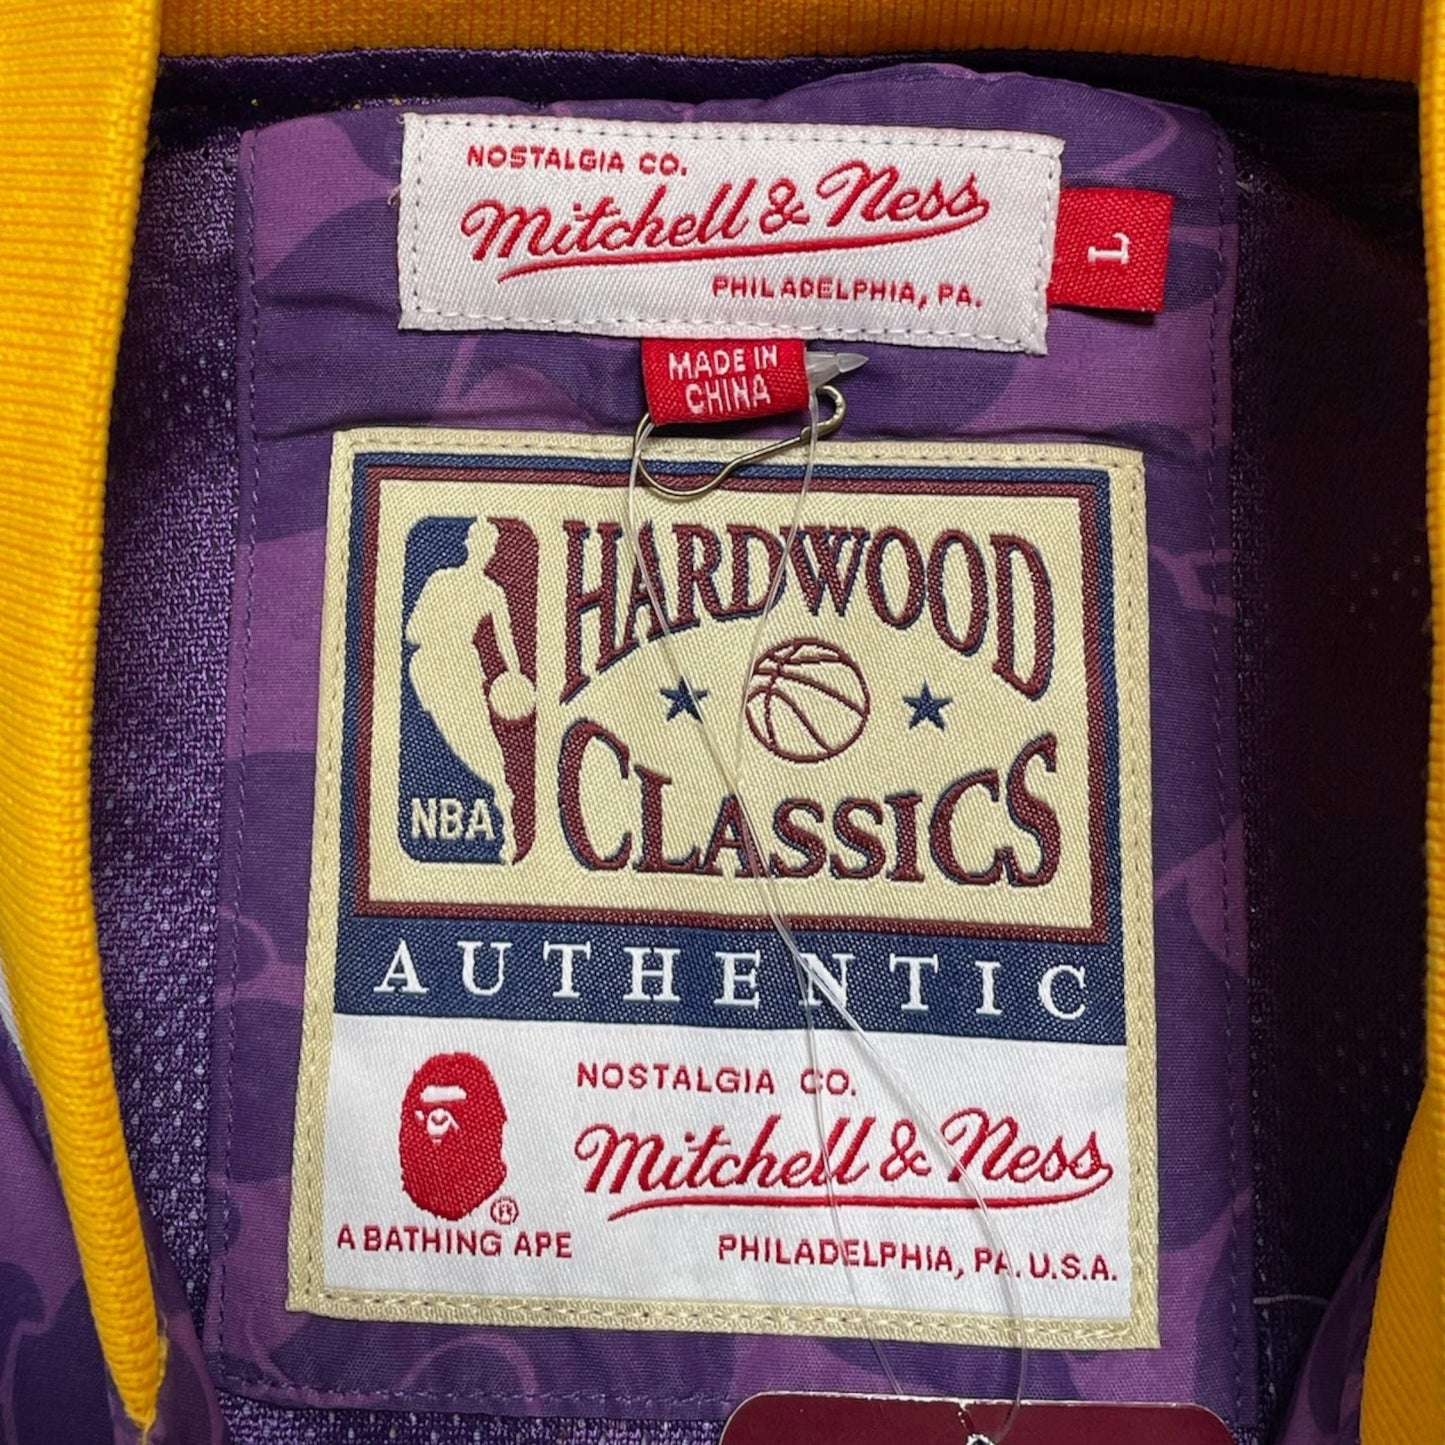 NOSTALGIA CO.
Mitchell & Ness
PHILADELPHIA, PA.
L
MADE IN
CHINA
HARDWOOD
CLASSICS
NBA
AUTHENTIC
NOSTALGIA CO.
Mitchell & Ness
PHILADELPHIA, PA. U.S.A.
®
A BATHING APE